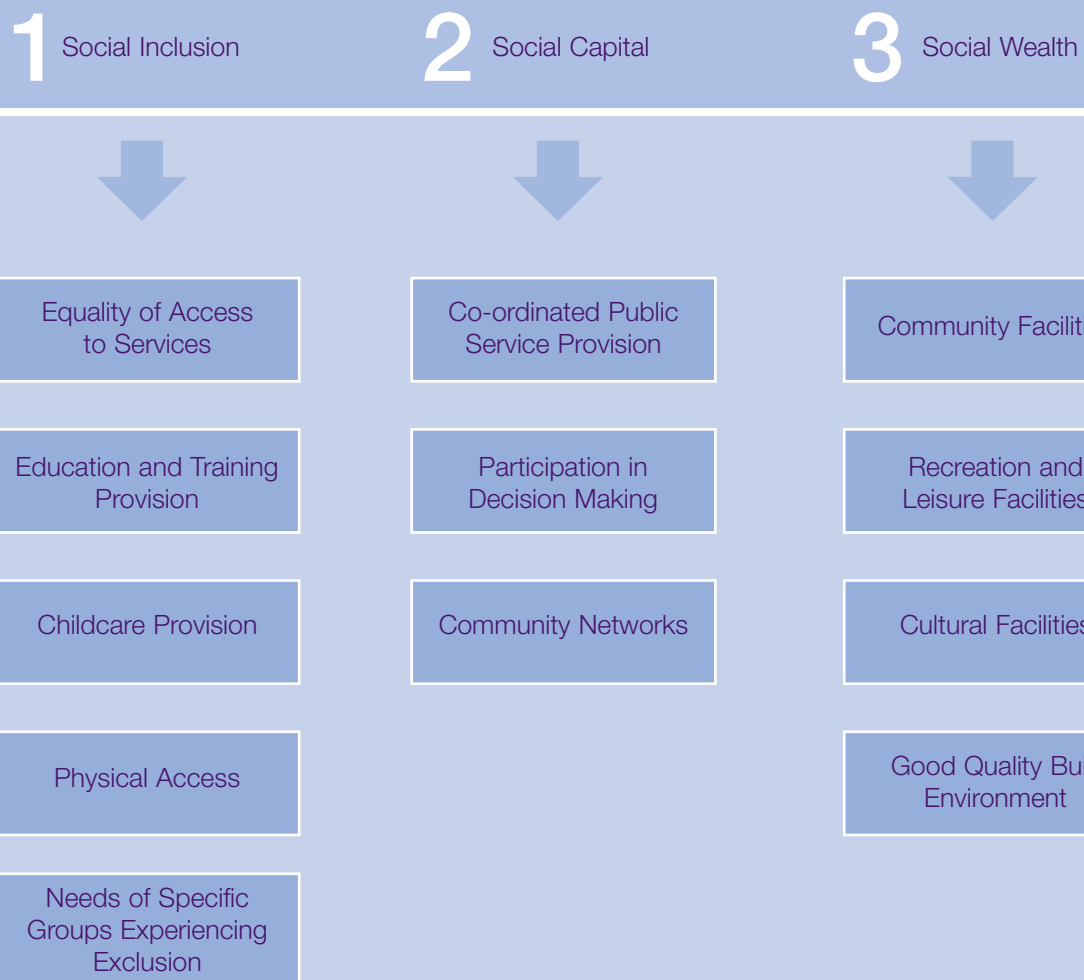 1 Social Inclusion
Equality of Access
to Services
Education and Training
Provision
Childcare Provision
Physical Access
Needs of Specific
Groups Experiencing
Exclusion
2 Social Capital
Co-ordinated Public
Service Provision
Participation in
Decision Making
Community Networks
3 Social Wealth
Community
Recreation and
Leisure Facilities
Cultural Facilities
Good Quality
Environment